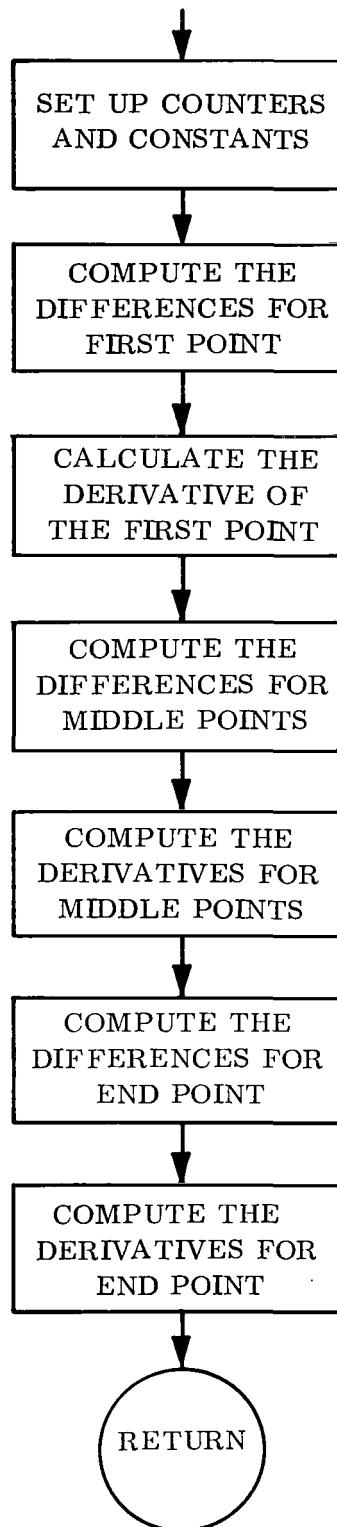 SET UP COUNTERS
AND CONSTANTS
COMPUTE THE
DIFFERENCES FOR
FIRST POINT
CALCULATE THE
DERIVATIVE OF
THE FIRST POINT
COMPUTE THE
DIFFERENCES FOR
MIDDLE POINTS
COMPUTE THE
DERIVATIVES FOR
MIDDLE POINTS
COMPUTE THE
DIFFERENCES FOR
END POINT
COMPUTE THE
DERIVATIVES FOR
END POINT
RETURN